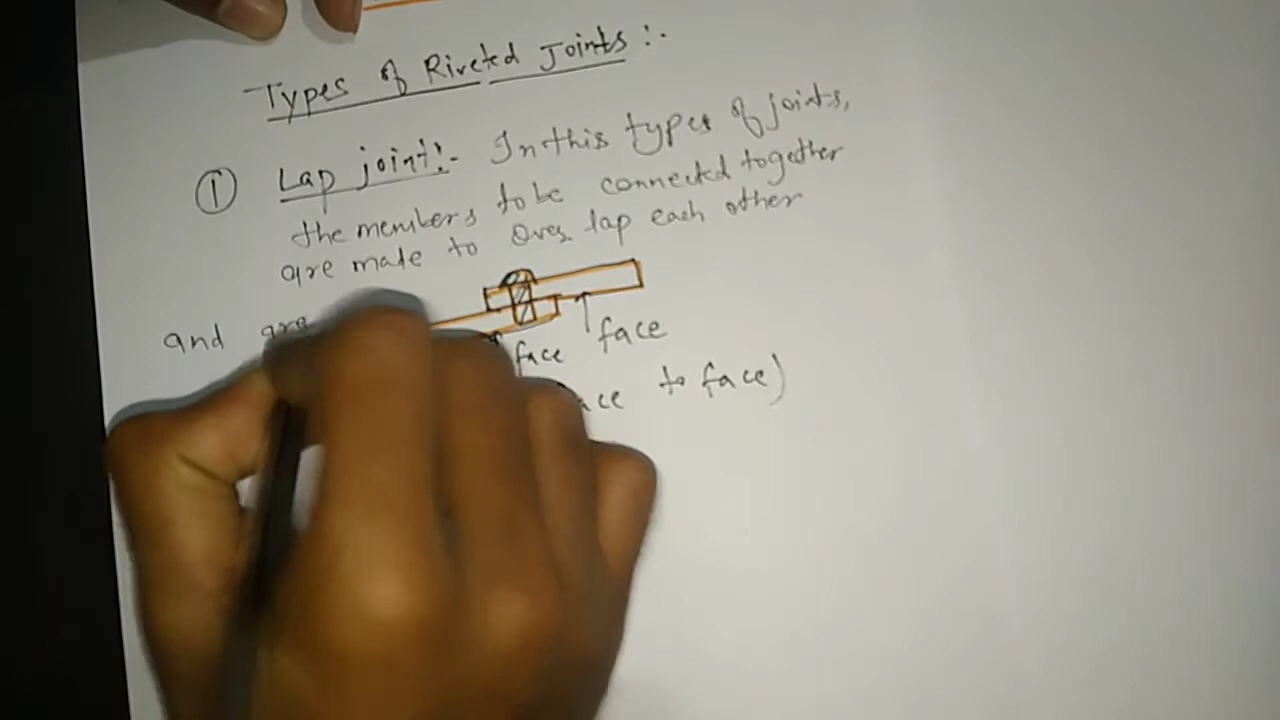 Types of Riveted Joints :-
① Lap joint:- In this types of joints,
the members to be connected together
are made to Over lap each other
and are
face face
to face)